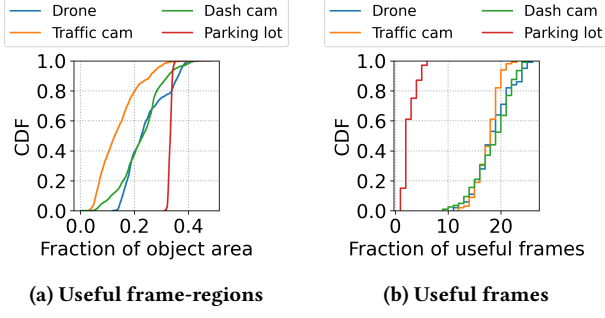 Drone
Dash cam
Traffic cam
Parking lot
1.0
0.8
0.6
0.4
0.2
0.0
CDF
0.0 0.2 0.4
Fraction of object area
(a) Useful frame-regions
Drone
Dash cam
Traffic cam
Parking lot
1.0
0.8
0.6
0.4
0.2
0.0
CDF
0 10 20
Fraction of useful frames
(b) Useful frames